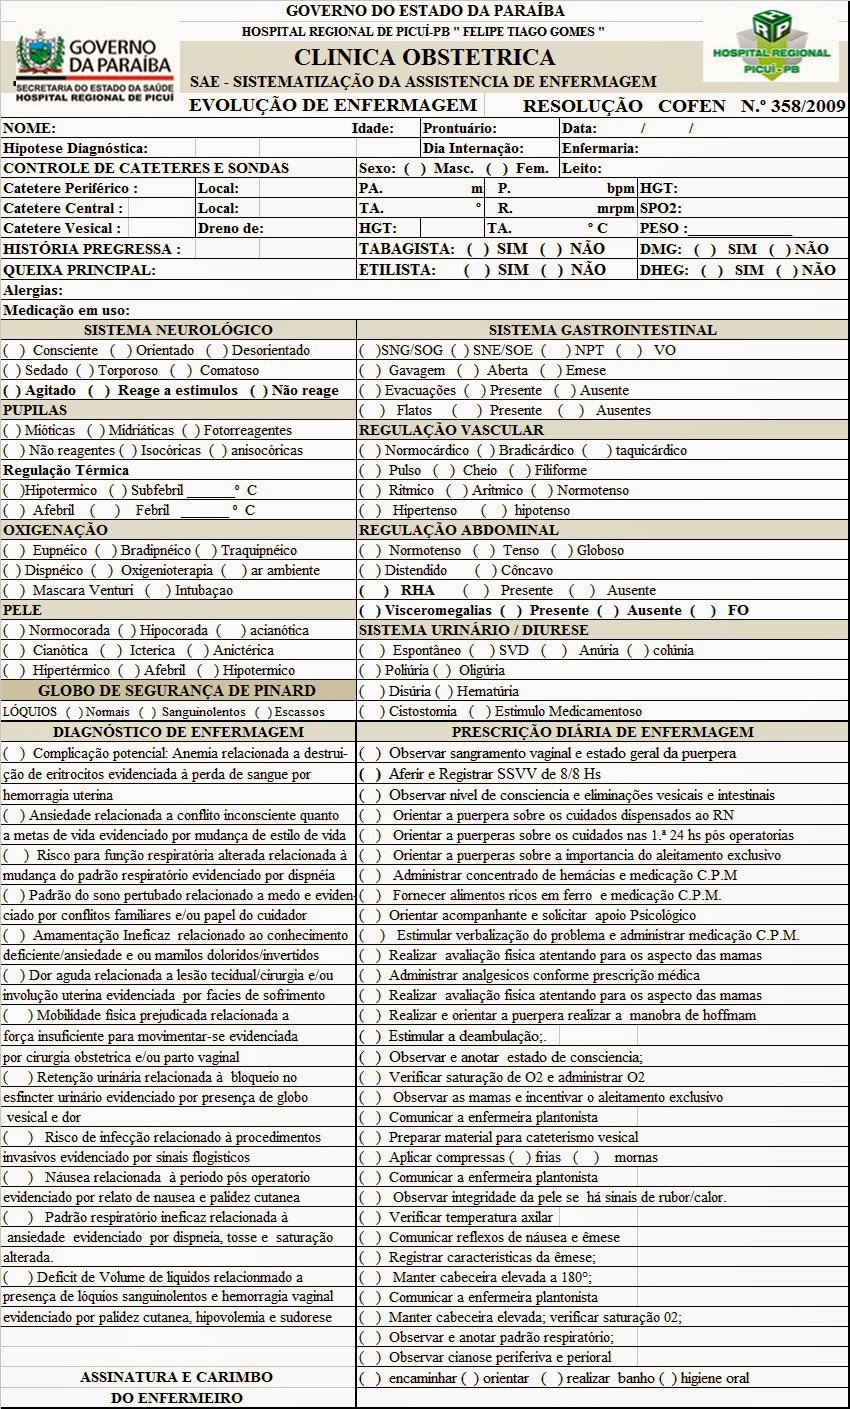 GOVERNO DO ESTADO DA PARAÍBA
HOSPITAL REGIONAL DE PICUÍ-PB " FELIPE TIAGO GOMES "
CLINICA OBSTETRICA
SAE - SISTEMATIZAÇÃO DA ASSISTENCIA DE ENFERMAGEM
EVOLUÇÃO DE ENFERMAGEM RESOLUÇÃO COFEN N.º 358/2009
GOVERNO
DA PARAÍBA
SECRETARIA DO ESTADO DA SAÚDE
HOSPITAL REGIONAL DE PICUÍ
HRP
HOSPITAL REGIONAL
PICUÍ - PB
NOME: Idade: Prontuário: Data: / /
Hipotese Diagnóstica: Dia Internação: Enfermaria:
CONTROLE DE CATETERES E SONDAS Sexo: ( ) Masc. ( ) Fem. Leito:
Catetere Periférico : Local: PA. m P. bpm HGT:
Catetere Central : Local: TA. º R. mrpm SPO2:
Catetere Vesical : Dreno de: HGT: TA. º C PESO :______________
HISTÓRIA PREGRESSA : TABAGISTA: ( ) SIM ( ) NÃO DMG: ( ) SIM ( ) NÃO
QUEIXA PRINCIPAL: ETILISTA: ( ) SIM ( ) NÃO DHEG: ( ) SIM ( ) NÃO
Alergias:
Medicação em uso:
SISTEMA NEUROLÓGICO
( ) Consciente ( ) Orientado ( ) Desorientado
( ) Sedado ( ) Torporoso ( ) Comatoso
( ) Agitado ( ) Reage a estimulos ( ) Não reage
PUPILAS
( ) Mióticas ( ) Midriáticas ( ) Fotorreagentes
( ) Não reagentes ( ) Isocóricas ( ) anisocóricas
Regulação Térmica
( )Hipotermico ( ) Subfebril _______º C
( ) Afebril ( ) Febril _______ º C
OXIGENAÇÃO
( ) Eupnéico ( ) Bradipnéico ( ) Traquipnéico
( ) Dispnéico ( ) Oxigenioterapia ( ) ar ambiente
( ) Mascara Venturi ( ) Intubaçao
PELE
( ) Normocorada ( ) Hipocorada ( ) acianótica
( ) Cianótica ( ) Icterica ( ) Anictérica
( ) Hipertérmico ( ) Afebril ( ) Hipotermico
GLOBO DE SEGURANÇA DE PINARD
LÓQUIOS ( ) Normais ( ) Sanguinolentos ( ) Escassos
SISTEMA GASTROINTESTINAL
( )SNG/SOG ( ) SNE/SOE ( ) NPT ( ) VO
( ) Gavagem ( ) Aberta ( ) Emese
( ) Evacuações ( ) Presente ( ) Ausente
( ) Flatos ( ) Presente ( ) Ausentes
REGULAÇÃO VASCULAR
( ) Normocárdico ( ) Bradicárdico ( ) taquicárdico
( ) Pulso ( ) Cheio ( ) Filiforme
( ) Ritmico ( ) Aritmico ( ) Normotenso
( ) Hipertenso ( ) hipotenso
REGULAÇÃO ABDOMINAL
( ) Normotenso ( ) Tenso ( ) Globoso
( ) Distendido ( ) Côncavo
( ) RHA ( ) Presente ( ) Ausente
( ) Visceromegalias ( ) Presente ( ) Ausente ( ) FO
SISTEMA URINÁRIO / DIURESE
( ) Espontâneo ( ) SVD ( ) Anúria ( ) colúnia
( ) Poliúria ( ) Oligúria
( ) Disúria ( ) Hematúria
( ) Cistostomia ( ) Estimulo Medicamentoso
DIAGNÓSTICO DE ENFERMAGEM
( ) Complicação potencial: Anemia relacionada a destrui-
ção de eritrocitos evidenciada à perda de sangue por
hemorragia uterina
( ) Ansiedade relacionada a conflito inconsciente quanto
a metas de vida evidenciado por mudança de estilo de vida
( ) Risco para função respiratória alterada relacionada à
mudança do padrão respiratório evidenciado por dispnéia
( ) Padrão do sono pertubado relacionado a medo e eviden-
ciado por conflitos familiares e/ou papel do cuidador
( ) Amamentação Ineficaz relacionado ao conhecimento
deficiente/ansiedade e ou mamilos doloridos/invertidos
( ) Dor aguda relacionada a lesão tecidual/cirurgia e/ou
involução uterina evidenciada por facies de sofrimento
( ) Mobilidade fisica prejudicada relacionada a
força insuficiente para movimentar-se evidenciada
por cirurgia obstetrica e/ou parto vaginal
( ) Retenção urinária relacionada à bloqueio no
esfincter urinário evidenciado por presença de globo
vesical e dor
( ) Risco de infecção relacionado à procedimentos
invasivos evidenciado por sinais flogisticos
( ) Náusea relacionada à periodo pós operatorio
evidenciado por relato de nausea e palidez cutanea
( ) Padrão respiratório ineficaz relacionada à
ansiedade evidenciado por dispneia, tosse e saturação
alterada.
( ) Deficit de Volume de liquidos relacionmado a
presença de lóquios sanguinolentos e hemorragia vaginal
evidenciado por palidez cutanea, hipovolemia e sudorese
ASSINATURA E CARIMBO
DO ENFERMEIRO
PRESCRIÇÃO DIÁRIA DE ENFERMAGEM
( ) Observar sangramento vaginal e estado geral da puerpera
( ) Aferir e Registrar SSVV de 8/8 Hs
( ) Observar nivel de consciencia e eliminações vesicais e intestinais
( ) Orientar a puerpera sobre os cuidados dispensados ao RN
( ) Orientar a puerperas sobre os cuidados nas 1.ª 24 hs pós operatorias
( ) Orientar a puerperas sobre a importancia do aleitamento exclusivo
( ) Administrar concentrado de hemácias e medicação C.P.M
( ) Fornecer alimentos ricos em ferro e medicação C.P.M.
( ) Orientar acompanhante e solicitar apoio Psicológico
( ) Estimular verbalização do problema e administrar medicação C.P.M.
( ) Realizar avaliação fisica atentando para os aspecto das mamas
( ) Administrar analgesicos conforme prescrição médica
( ) Realizar avaliação fisica atentando para os aspecto das mamas
( ) Realizar e orientar a puerpera realizar a manobra de hoffmam
( ) Estimular a deambulação;.
( ) Observar e anotar estado de consciencia;
( ) Verificar saturação de O2 e administrar O2
( ) Observar as mamas e incentivar o aleitamento exclusivo
( ) Comunicar a enfermeira plantonista
( ) Preparar material para cateterismo vesical
( ) Aplicar compressas ( ) frias ( ) mornas
( ) Comunicar a enfermeira plantonista
( ) Observar integridade da pele se há sinais de rubor/calor.
( ) Verificar temperatura axilar
( ) Comunicar reflexos de náusea e êmese
( ) Registrar caracteristicas da êmese;
( ) Manter cabeceira elevada a 180°;
( ) Comunicar a enfermeira plantonista
( ) Manter cabeceira elevada; verificar saturação 02;
( ) Observar e anotar padrão respiratório;
( ) Observar cianose periferiva e perioral
( ) encaminhar ( ) orientar ( ) realizar banho ( ) higiene oral